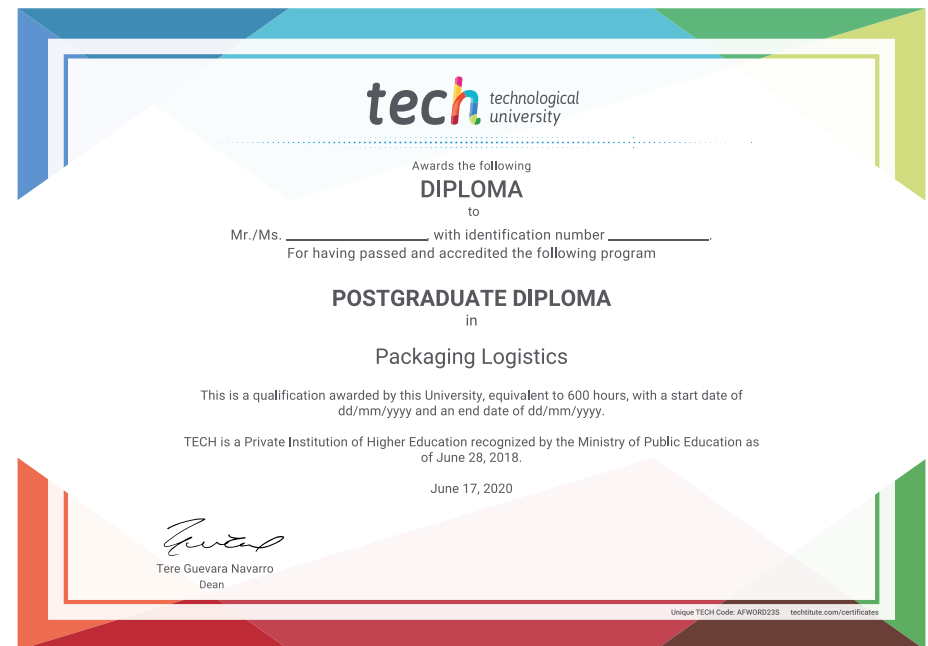 tech technological
university
Awards the following
DIPLOMA
to
Mr./Ms. ____________________, with identification number ______________.
For having passed and accredited the following program
POSTGRADUATE DIPLOMA
in
Packaging Logistics
This is a qualification awarded by this University, equivalent to 600 hours, with a start date of
dd/mm/yyyy and an end date of dd/mm/yyyy.
TECH is a Private Institution of Higher Education recognized by the Ministry of Public Education as
of June 28, 2018.
June 17, 2020
Tere Guevara Navarro
Dean
Unique TECH Code: AFWORD23S techtitute.com/certificates